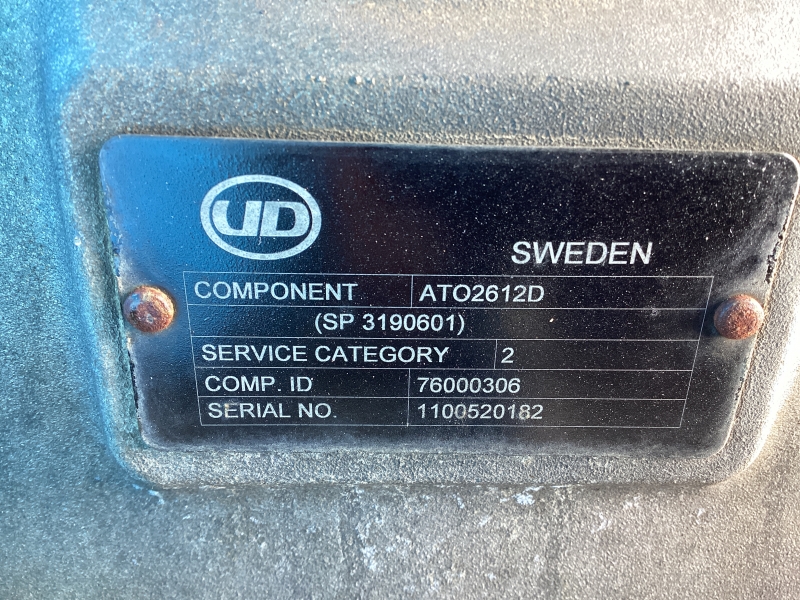 UD
SWEDEN
COMPONENT ATO2612D
(SP 3190601)
SERVICE CATEGORY 2
COMP. ID 76000306
SERIAL NO. 1100520182